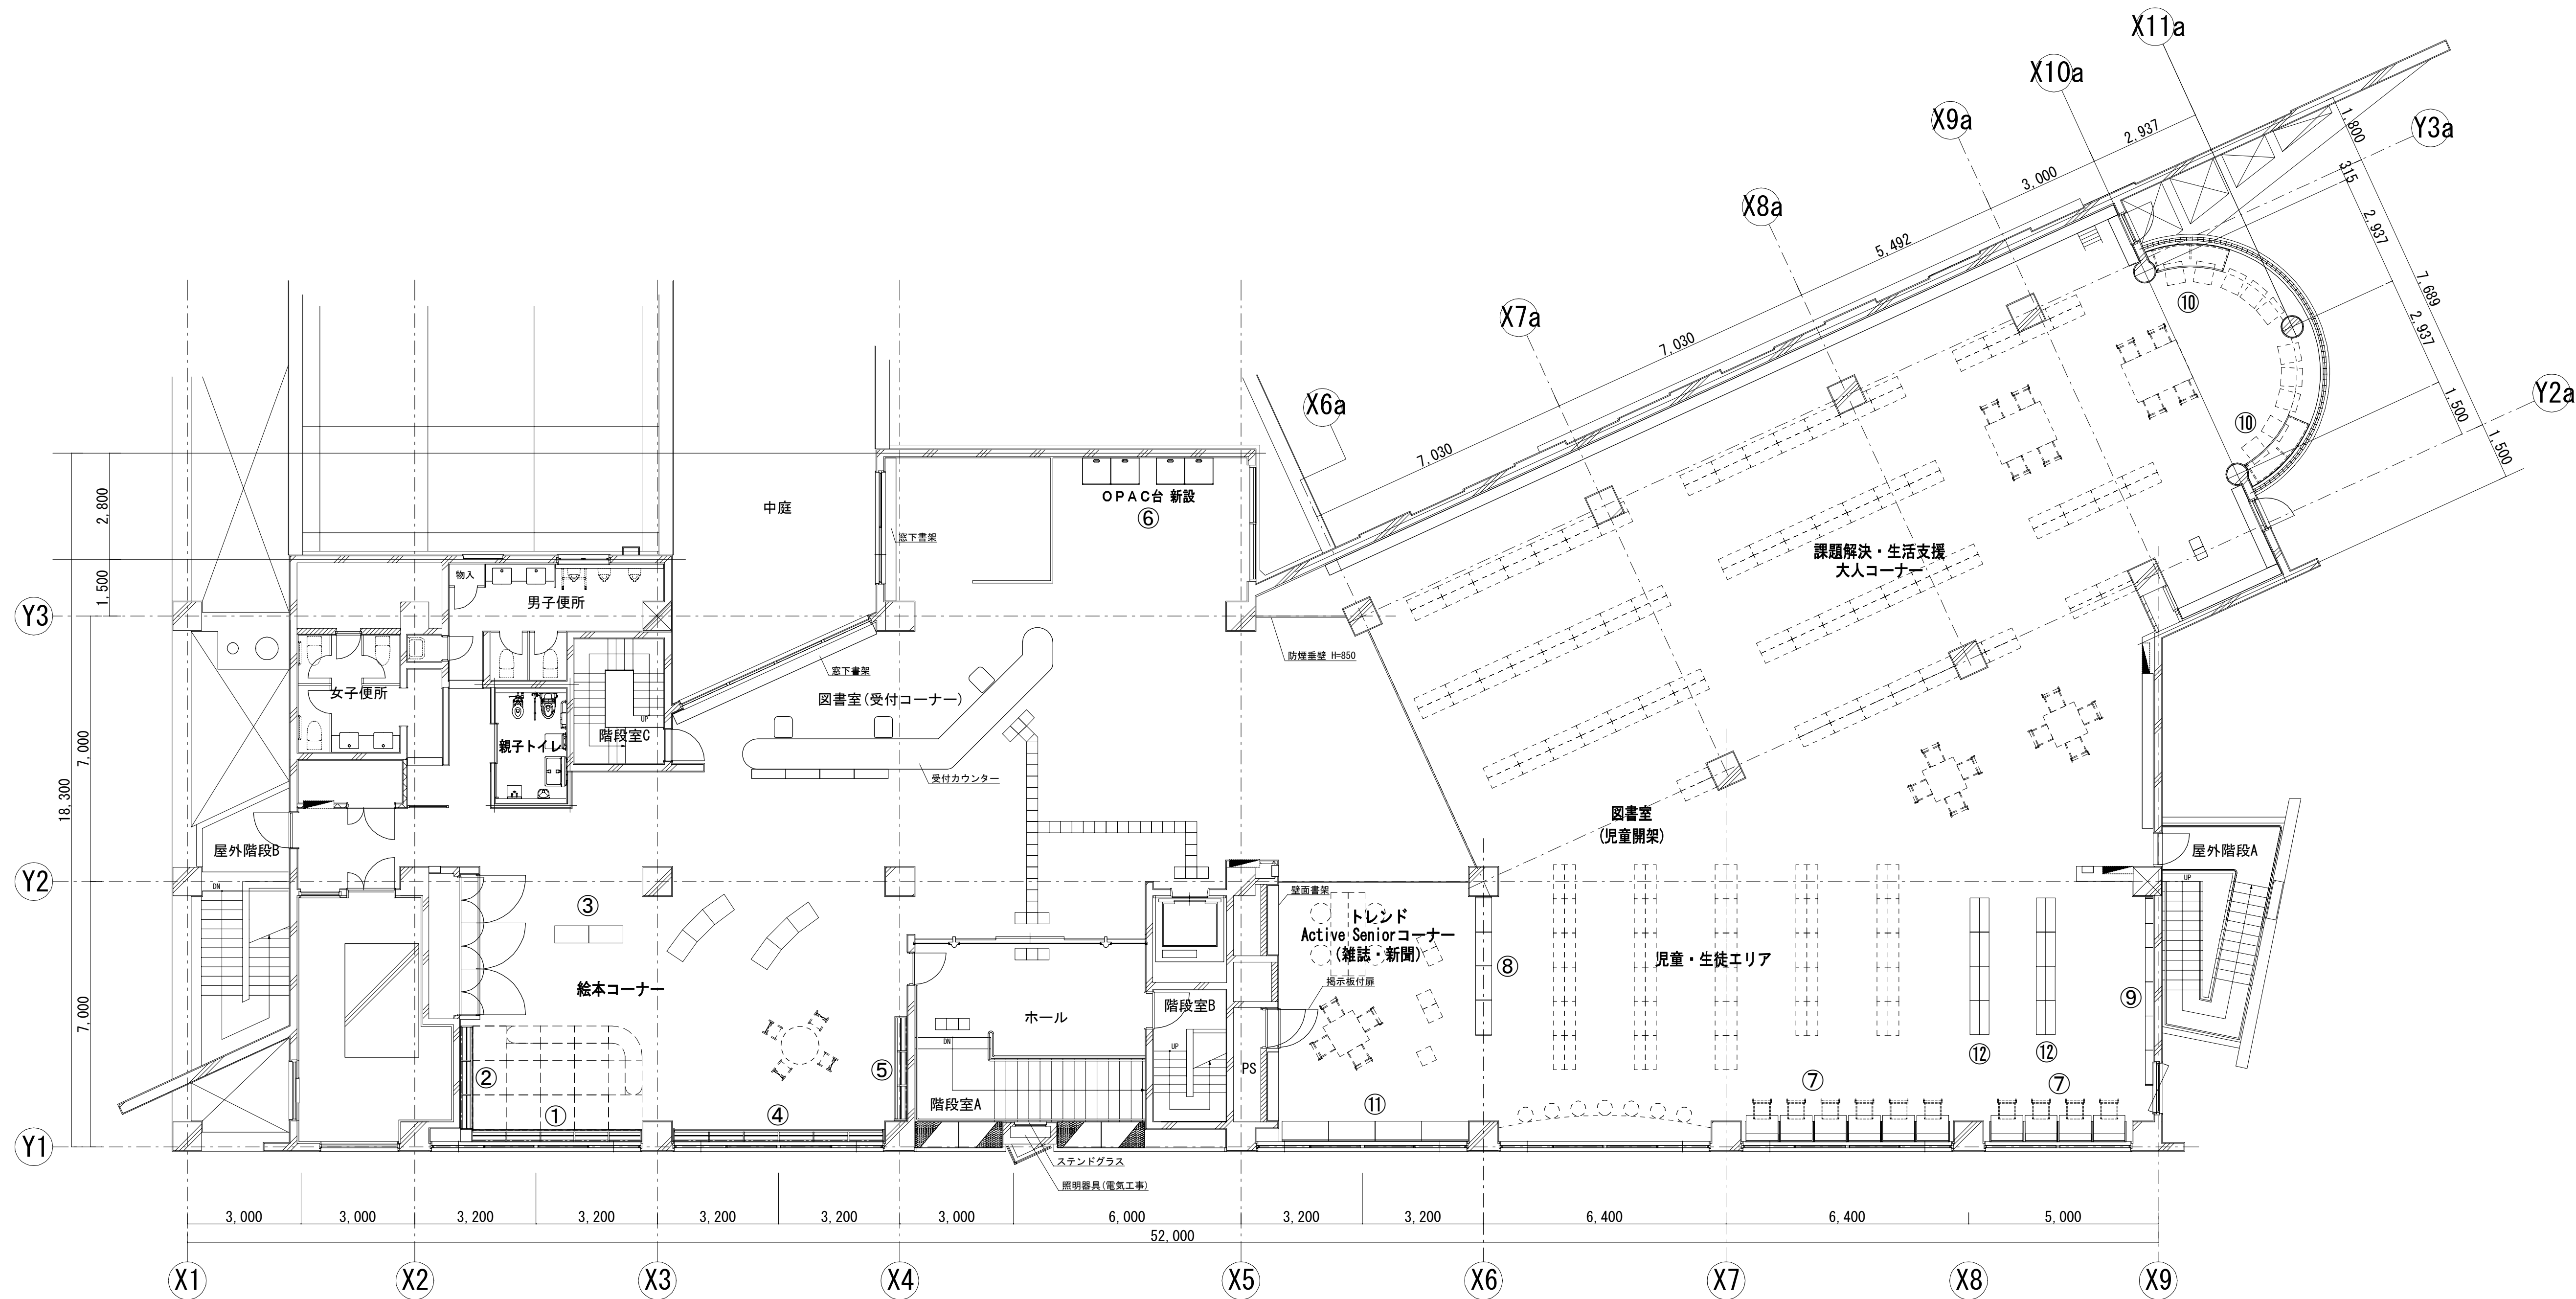 X11a
X10a
X9a
X8a
X7a
X6a
Y3a
Y2a
1,800
315
2,937
7,689
2,937
1,500
1,500
2,937
3,000
5,492
7,030
7,030
⑩
⑩
中庭
窓下書架
OPAC台 新設
⑥
課題解決・生活支援
大人コーナー
2,800
1,500
7,000
18,300
7,000
Y3
Y2
Y1
物入
男子便所
女子便所
親子トイレ
階段室C
UP
窓下書架
図書室(受付コーナー)
受付カウンター
防煙垂壁 H=850
図書室
(児童開架)
屋外階段B
DN
屋外階段A
UP
③
絵本コーナー
②
①
④
⑤
ホール
DN
階段室A
階段室B
UP
PS
ステンドグラス
照明器具(電気工事)
壁面書架
トレンド
Active Seniorコーナー
(雑誌・新聞)
掲示板付扉
⑧
児童・生徒エリア
⑨
⑫
⑫
⑦
⑦
⑪
3,000
3,000
3,200
3,200
3,200
3,200
3,000
6,000
3,200
3,200
6,400
6,400
5,000
52,000
X1
X2
X3
X4
X5
X6
X7
X8
X9